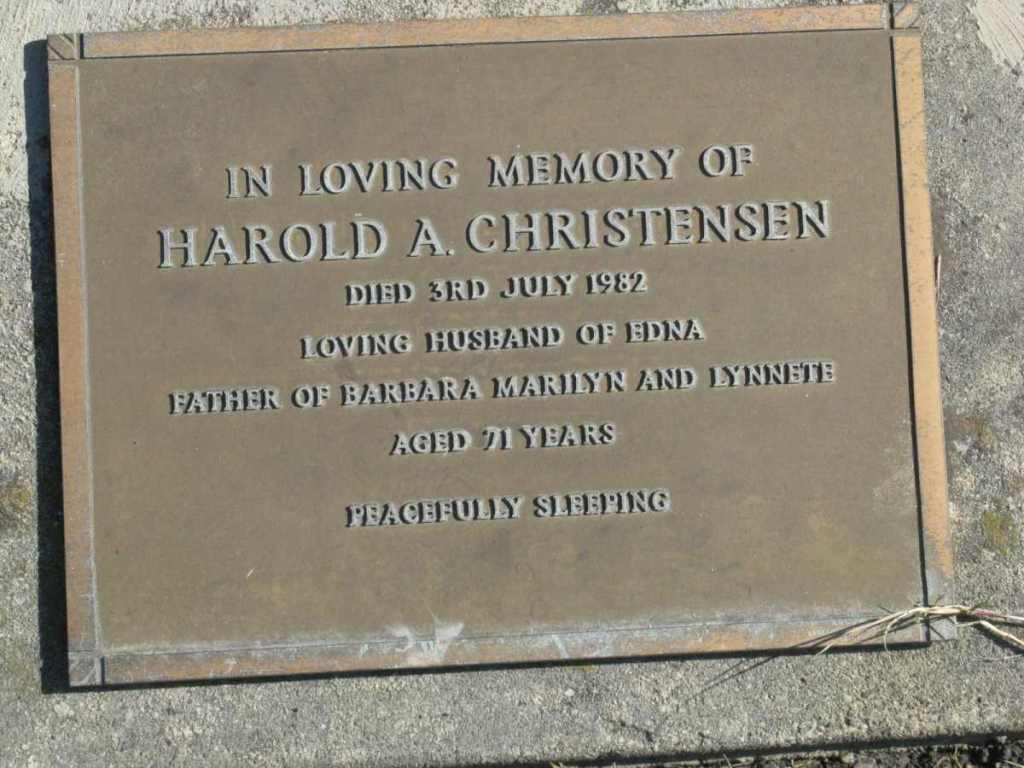 IN LOVING MEMORY OF
HAROLD A. CHRISTENSEN
DIED 3RD JULY 1982
LOVING HUSBAND OF EDNA
FATHER OF BARBARA MARILYN AND LYNNETE
AGED 71 YEARS
PEACEFULLY SLEEPING